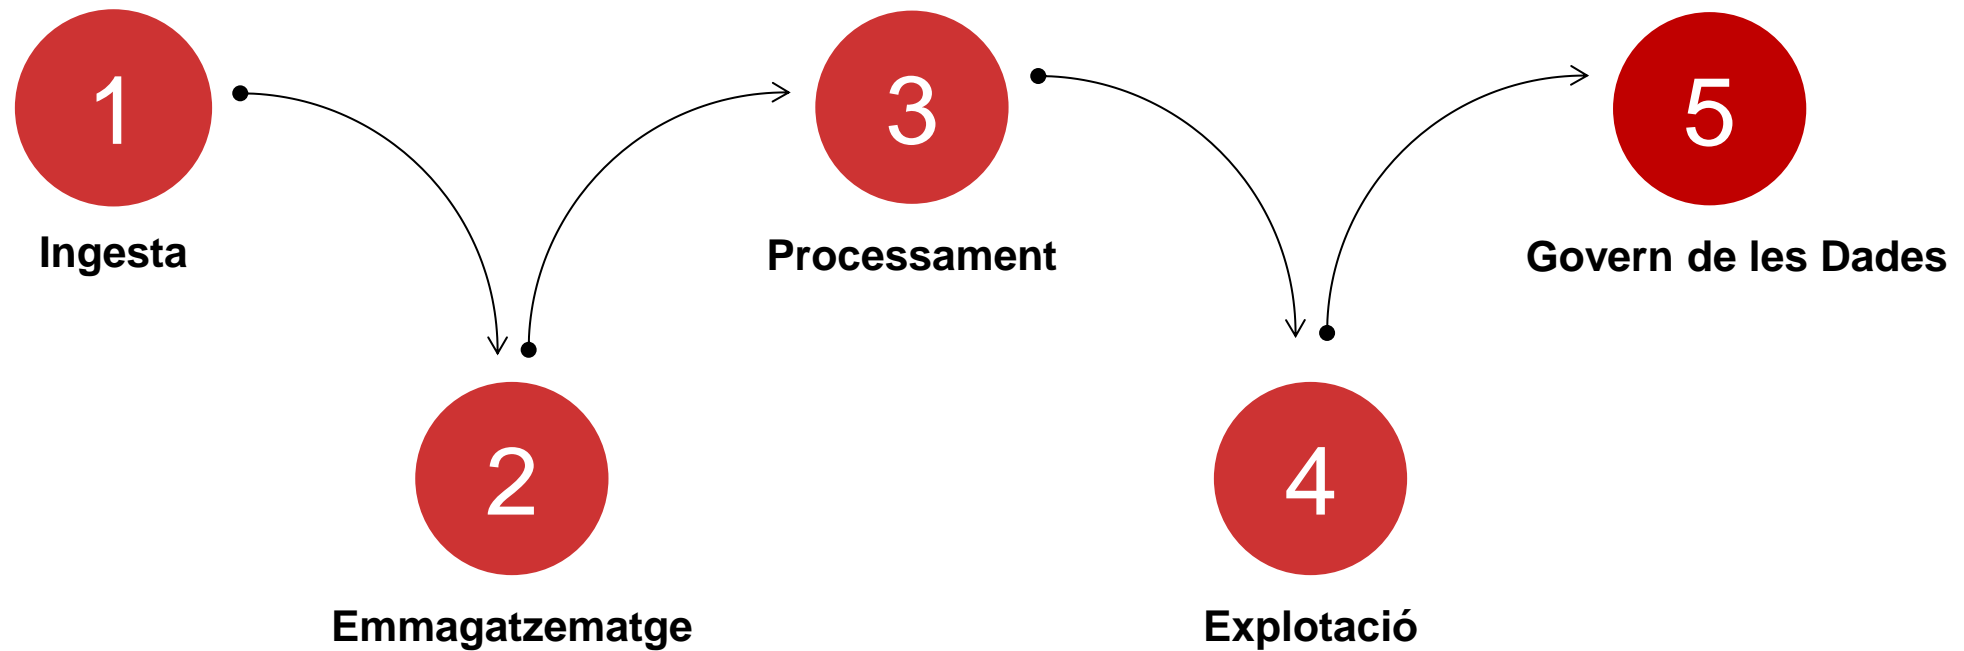 1
Ingesta
2
Emmagatzematge
3
Processament
4
Explotació
5
Govern de les Dades